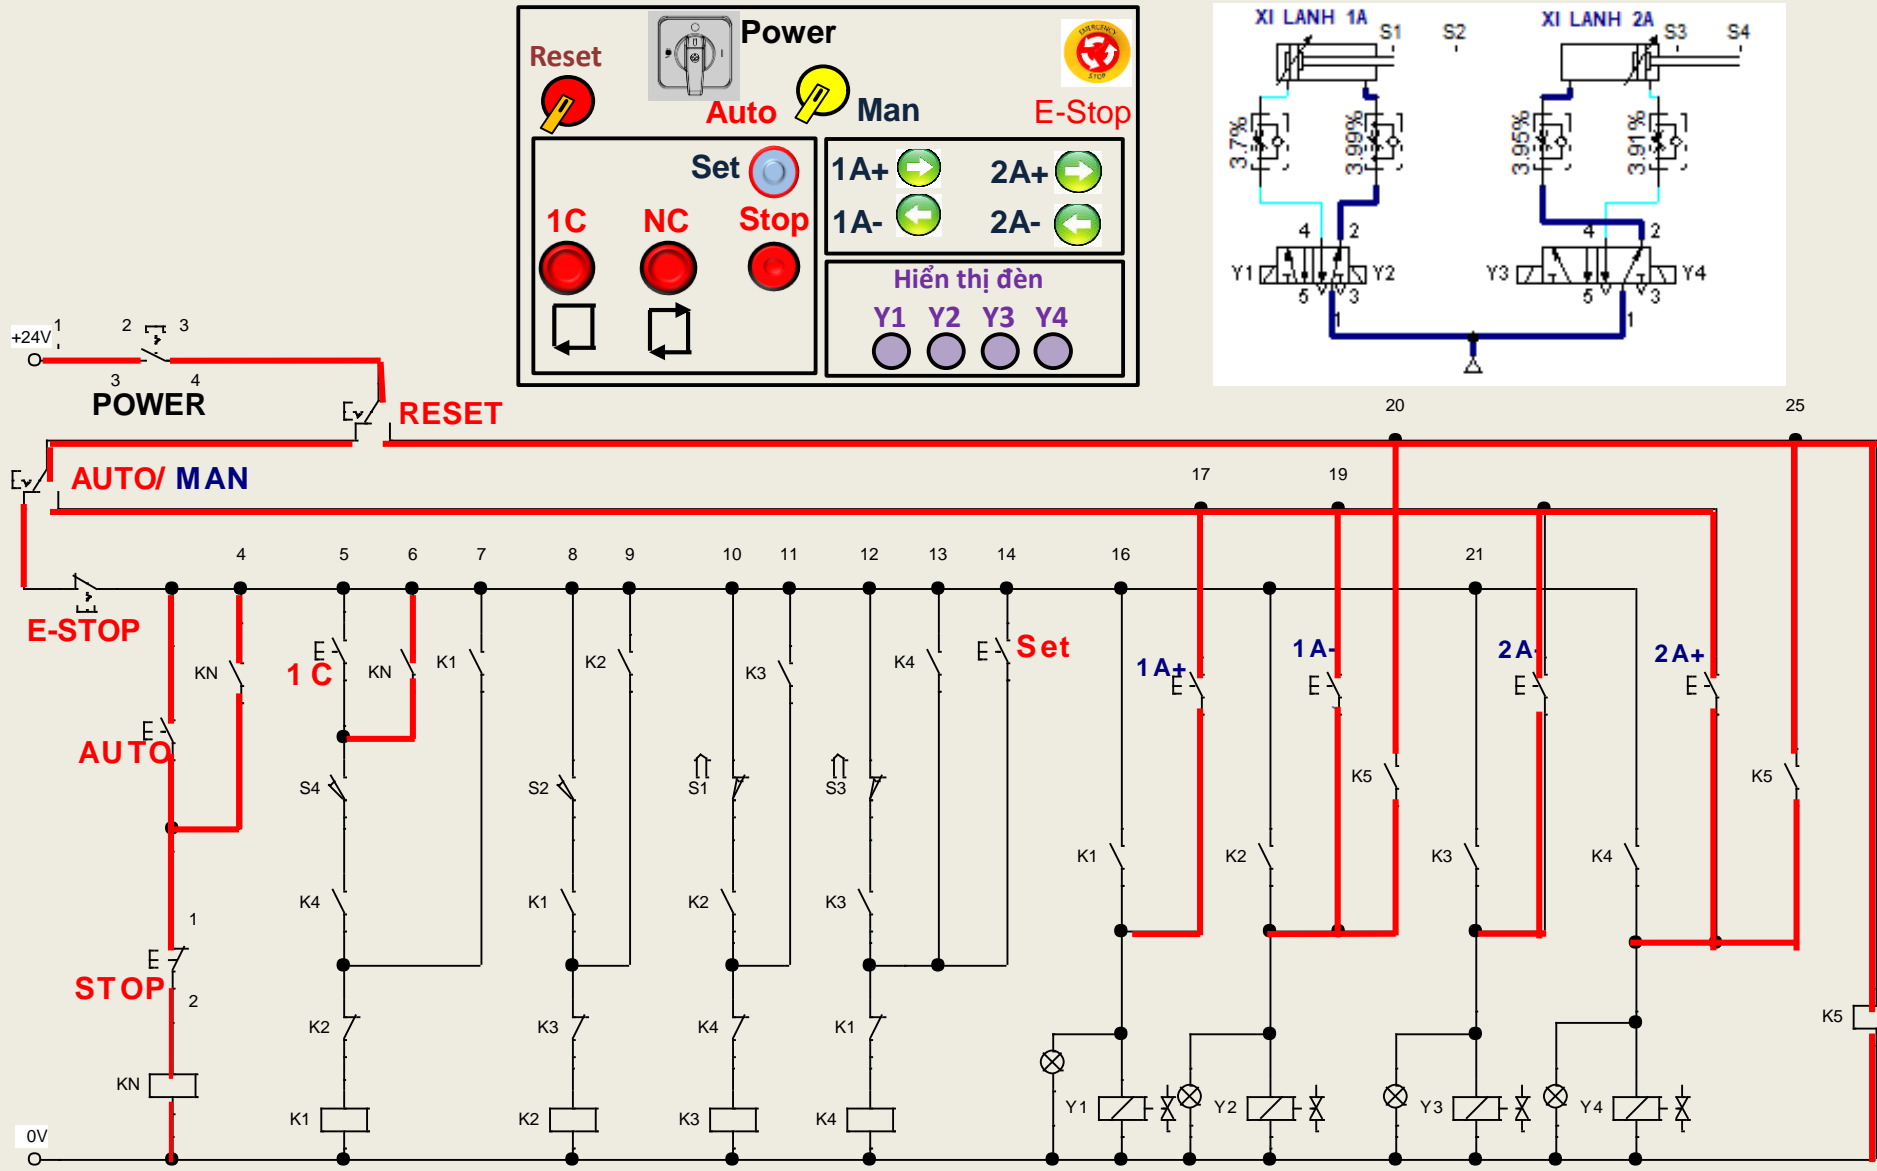 Power
Reset
EMERGENCY
STOP
Auto
Man
E-Stop
Set
1C
NC
Stop
1A+
2A+
1A-
2A-
Hiển thị đèn
Y1 Y2 Y3 Y4
XI LANH 1A
S1
S2
XI LANH 2A
S3
S4
3.7%
3.99%
3.95%
3.91%
4 2
4 2
Y1
Y2
Y3
Y4
5 3
5 3
1
1
1
2
3
+24V
3
4
POWER
RESET
20
25
AUTO/ MAN
17
19
4
5
6
7
8
9
10
11
12
13
14
16
21
E-STOP
KN
1 C
KN
K1
K2
K3
K4
Set
1A+
1A-
2A
2A+
AUTO
S4
S2
S1
S3
K5
K5
K4
K1
K2
K3
K1
K2
K3
K4
1
STOP
2
K2
K3
K4
K1
K5
KN
K1
K2
K3
K4
Y1
Y2
Y3
Y4
0V